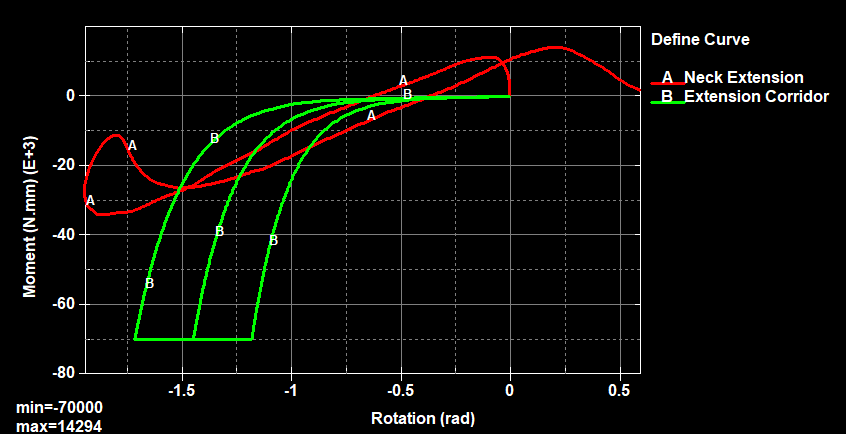 Define Curve
A Neck Extension
B Extension Corridor
A
B
A
B
A
A
B
B
B
Moment (N.mm) (E+3)
0
-20
-40
-60
-80
-1.5 -1 -0.5 0 0.5
Rotation (rad)
min=-70000
max=14294